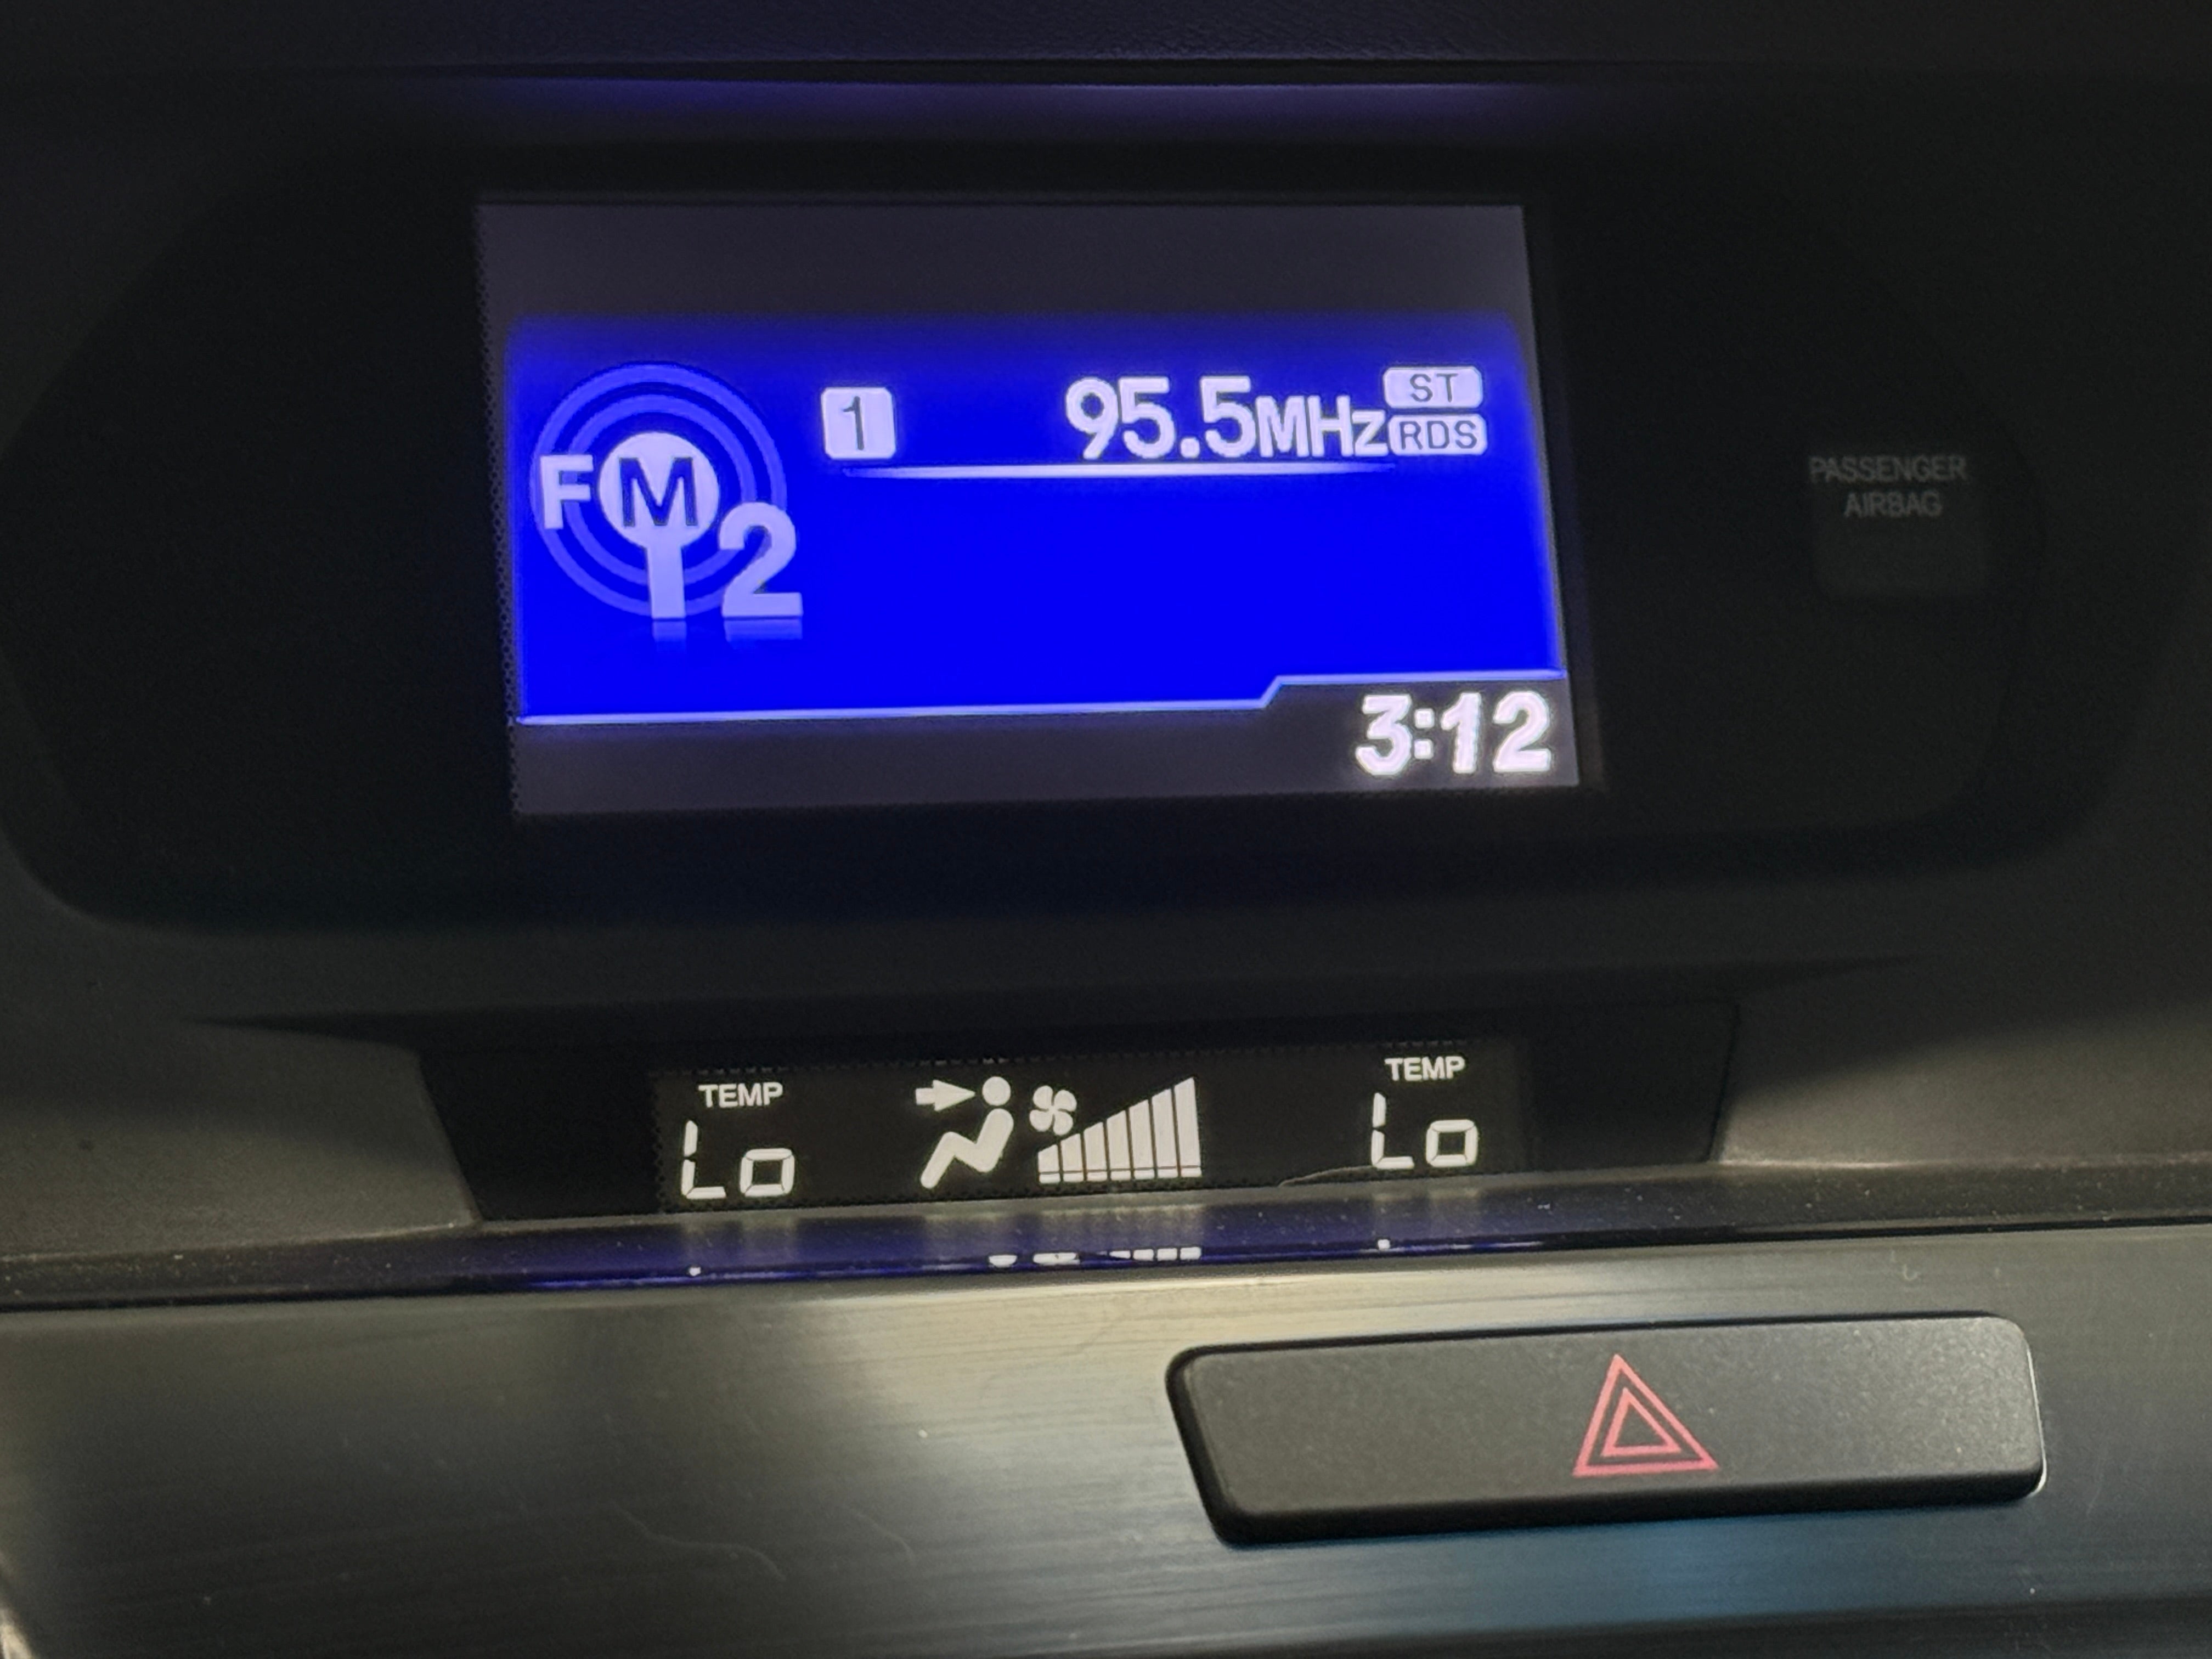 FM2
1 95.5MHz ST
RDS
PASSENGER
AIRBAG
3:12
TEMP TEMP
Lo Lo